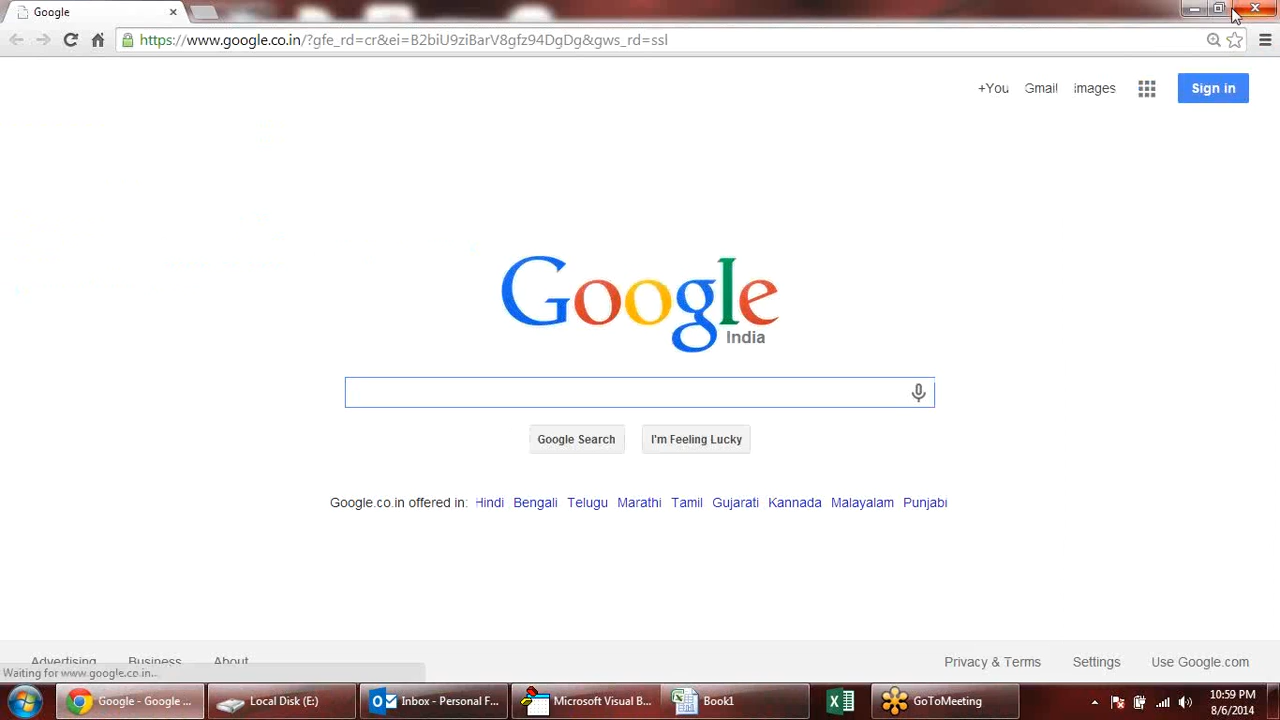 Google
https://www.google.co.in/?gfe_rd=cr&ei=B2biU9ziBarV8gfz94DgDg&gws_rd=ssl
+You Gmail Images Sign in
Google
India
Google Search I'm Feeling Lucky
Google.co.in offered in: Hindi Bengali Telugu Marathi Tamil Gujarati Kannada Malayalam Punjabi
Advertising Business About Privacy & Terms Settings Use Google.com
Waiting for www.google.co.in...
Google - Google ... Local Disk (E:) Inbox - Personal F... Microsoft Visual B... Book1 GoToMeeting
10:59 PM
8/6/2014